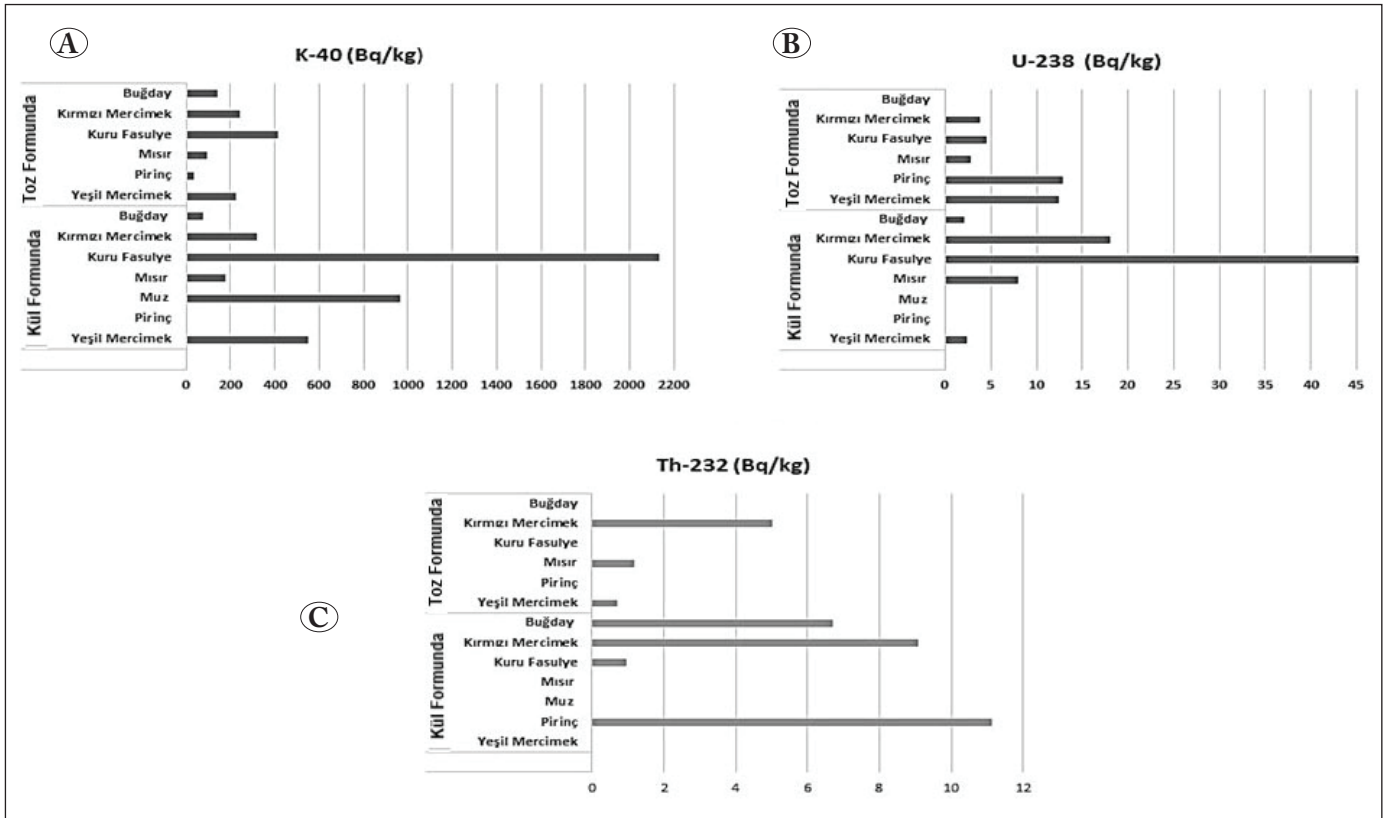 A
K-40 (Bq/kg)
Toz Formunda
Buğday
Kırmızı Mercimek
Kuru Fasulye
Mısır
Pirinç
Yeşil Mercimek
Kül Formunda
Buğday
Kırmızı Mercimek
Kuru Fasulye
Mısır
Muz
Pirinç
Yeşil Mercimek
0 200 400 600 800 1000 1200 1400 1600 1800 2000 2200
B
U-238 (Bq/kg)
Toz Formunda
Buğday
Kırmızı Mercimek
Kuru Fasulye
Mısır
Pirinç
Yeşil Mercimek
Kül Formunda
Buğday
Kırmızı Mercimek
Kuru Fasulye
Mısır
Muz
Pirinç
Yeşil Mercimek
0 5 10 15 20 25 30 35 40 45
C
Th-232 (Bq/kg)
Toz Formunda
Buğday
Kırmızı Mercimek
Kuru Fasulye
Mısır
Pirinç
Yeşil Mercimek
Kül Formunda
Buğday
Kırmızı Mercimek
Kuru Fasulye
Mısır
Muz
Pirinç
Yeşil Mercimek
0 2 4 6 8 10 12